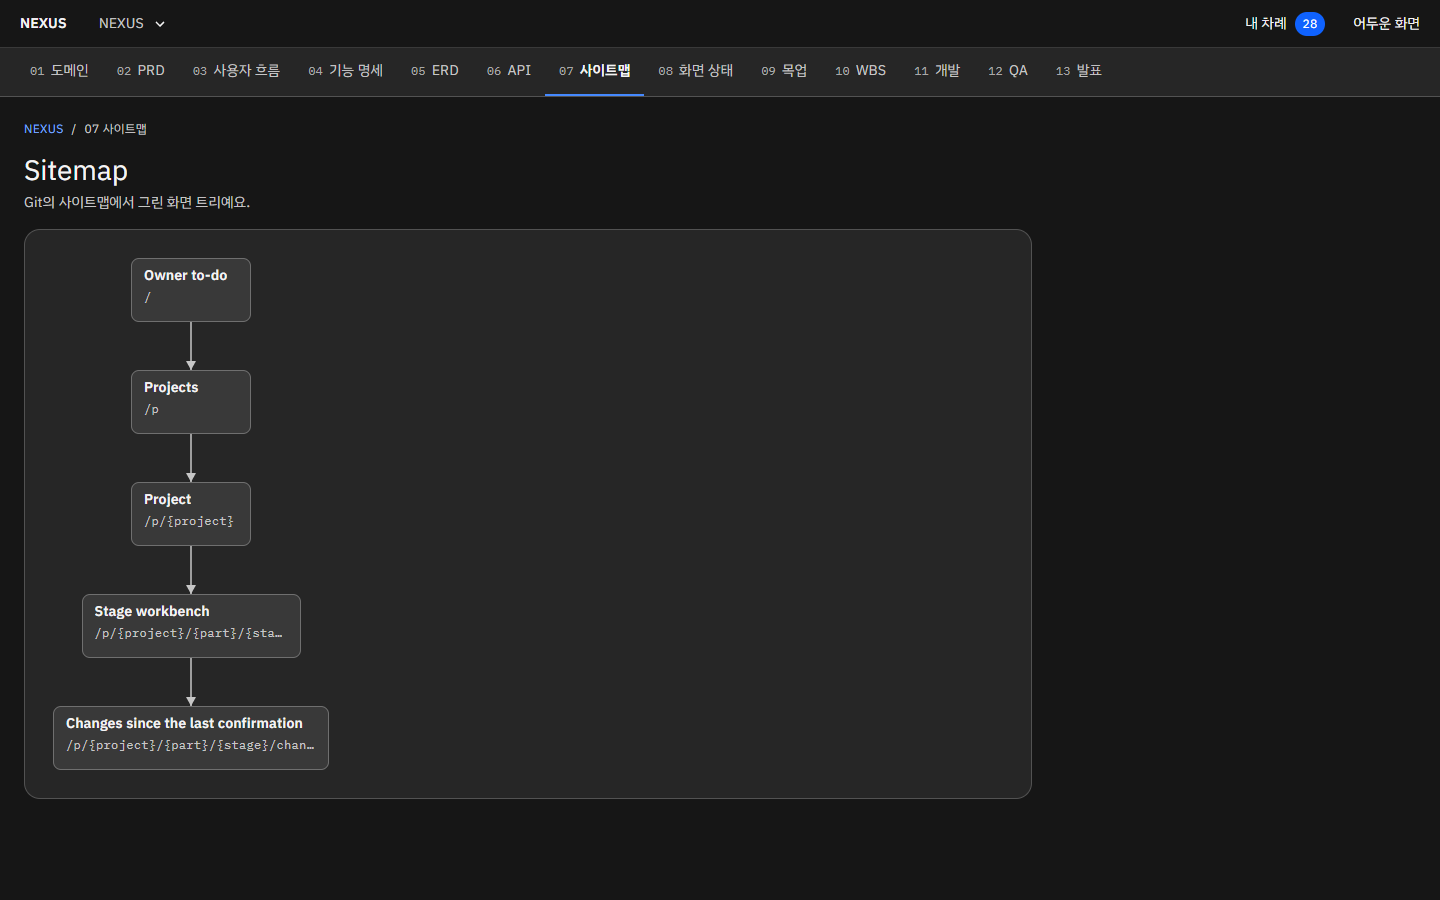 NEXUS NEXUS 내 차례 28 어두운 화면
01 도메인 02 PRD 03 사용자 흐름 04 기능 명세 05 ERD 06 API 07 사이트맵 08 화면 상태 09 목업 10 WBS 11 개발 12 QA 13 발표
NEXUS / 07 사이트맵
Sitemap
Git의 사이트맵에서 그린 화면 트리예요.
Owner to-do
/
Projects
/p
Project
/p/{project}
Stage workbench
/p/{project}/{part}/{sta…
Changes since the last confirmation
/p/{project}/{part}/{stage}/chan…